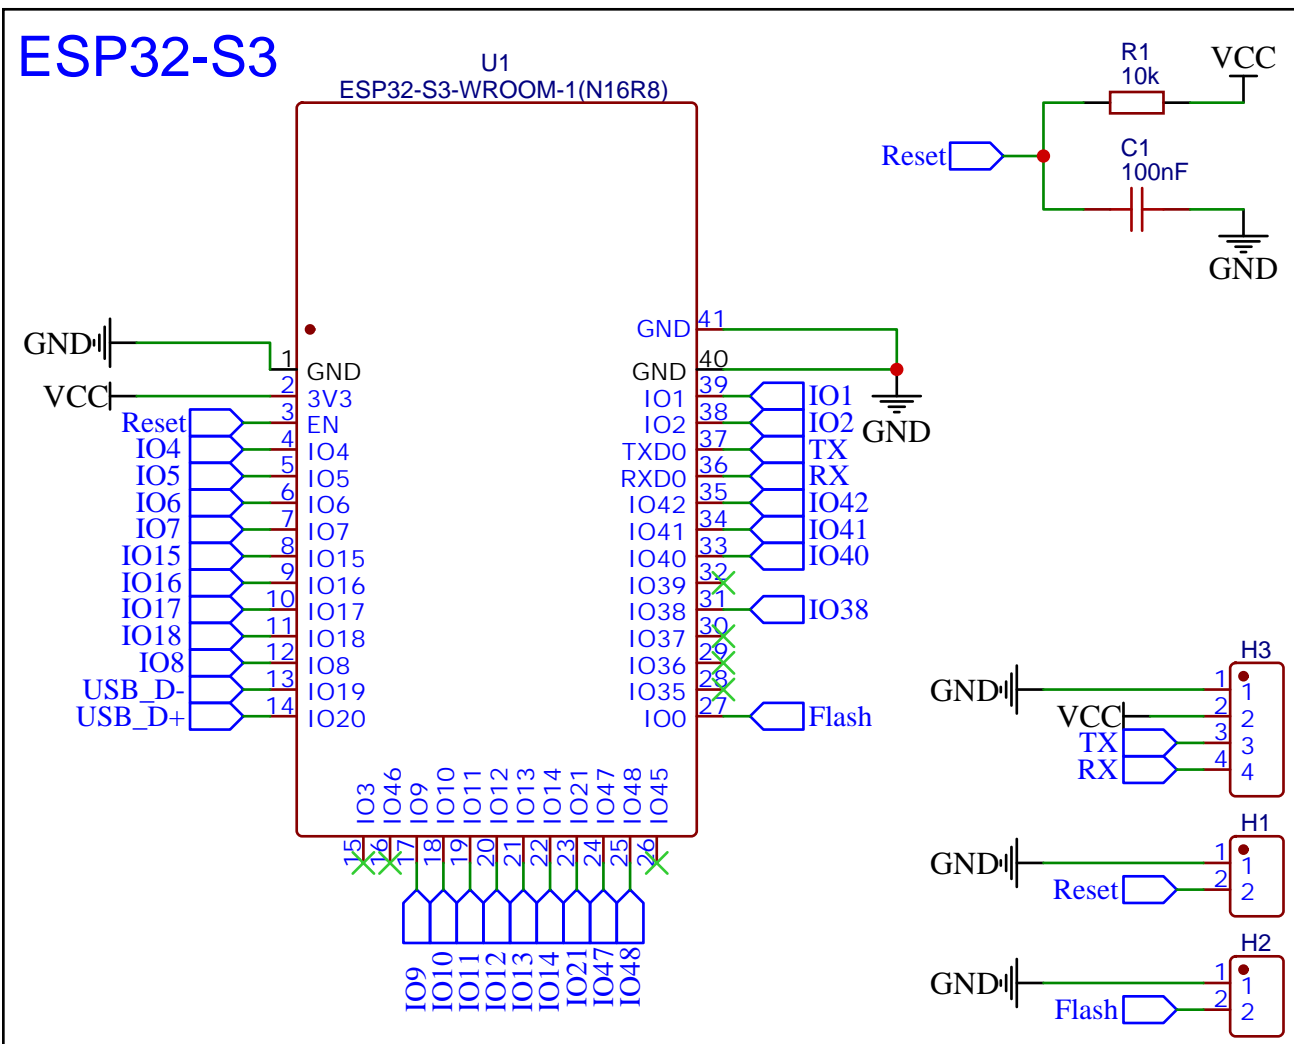 ESP32-S3
U1
ESP32-S3-WROOM-1(N16R8)
R1
10k
VCC
Reset
C1
100nF
GND
GND
VCC
Reset
IO4
IO5
IO6
IO7
IO15
IO16
IO17
IO18
IO8
USB_D-
USB_D+
1 GND
2 3V3
3 EN
4 IO4
5 IO5
6 IO6
7 IO7
8 IO15
9 IO16
10 IO17
11 IO18
12 IO8
13 IO19
14 IO20
GND 41
GND 40
IO1 39 IO1
IO2 38 IO2
GND
TXD0 37 TX
RXD0 36 RX
IO42 35 IO42
IO41 34 IO41
IO40 33 IO40
IO39 32
IO38 31 IO38
IO37 30
IO36 29
IO35 28
IO0 27 Flash
IO3 IO46 IO9 IO10 IO11 IO12 IO13 IO14 IO21 IO47 IO48 IO45
15 16 17 18 19 20 21 22 23 24 25 26
IO9 IO10 IO11 IO12 IO13 IO14 IO21 IO47 IO48
H3
GND 1 1
VCC 2 2
TX 3 3
RX 4 4
H1
GND 1 1
Reset 2 2
H2
GND 1 1
Flash 2 2